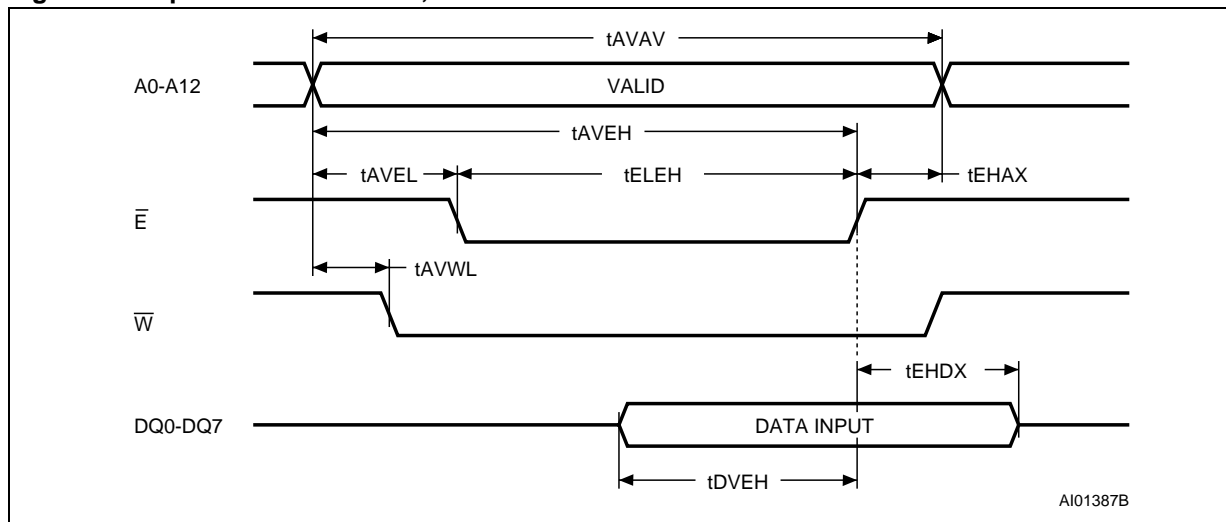 tAVAV
A0-A12
VALID
tAVEH
tAVEL
tELEH
tEHAX
E
tAVWL
W
tEHDX
DQ0-DQ7
DATA INPUT
tDVEH
AI01387B